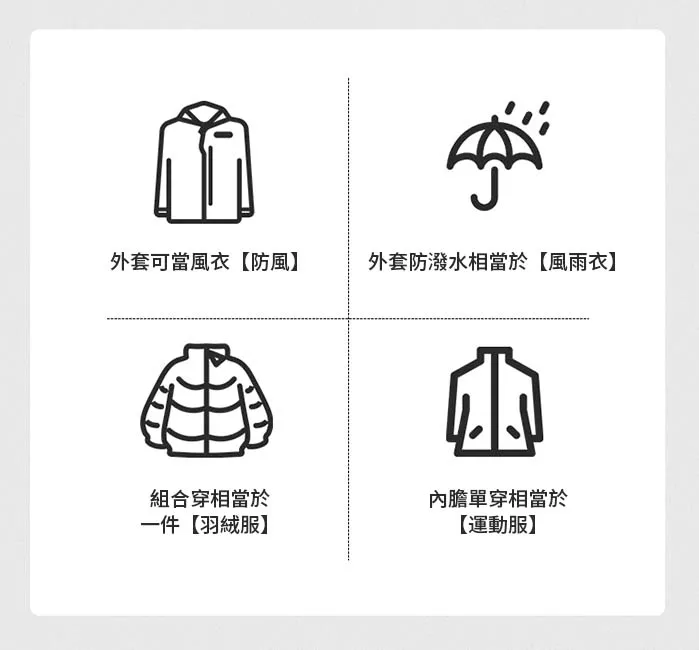 外套可當風衣【防風】
外套防潑水相當於【風雨衣】
組合穿相當於
一件【羽絨服】
內膽單穿相當於
【運動服】